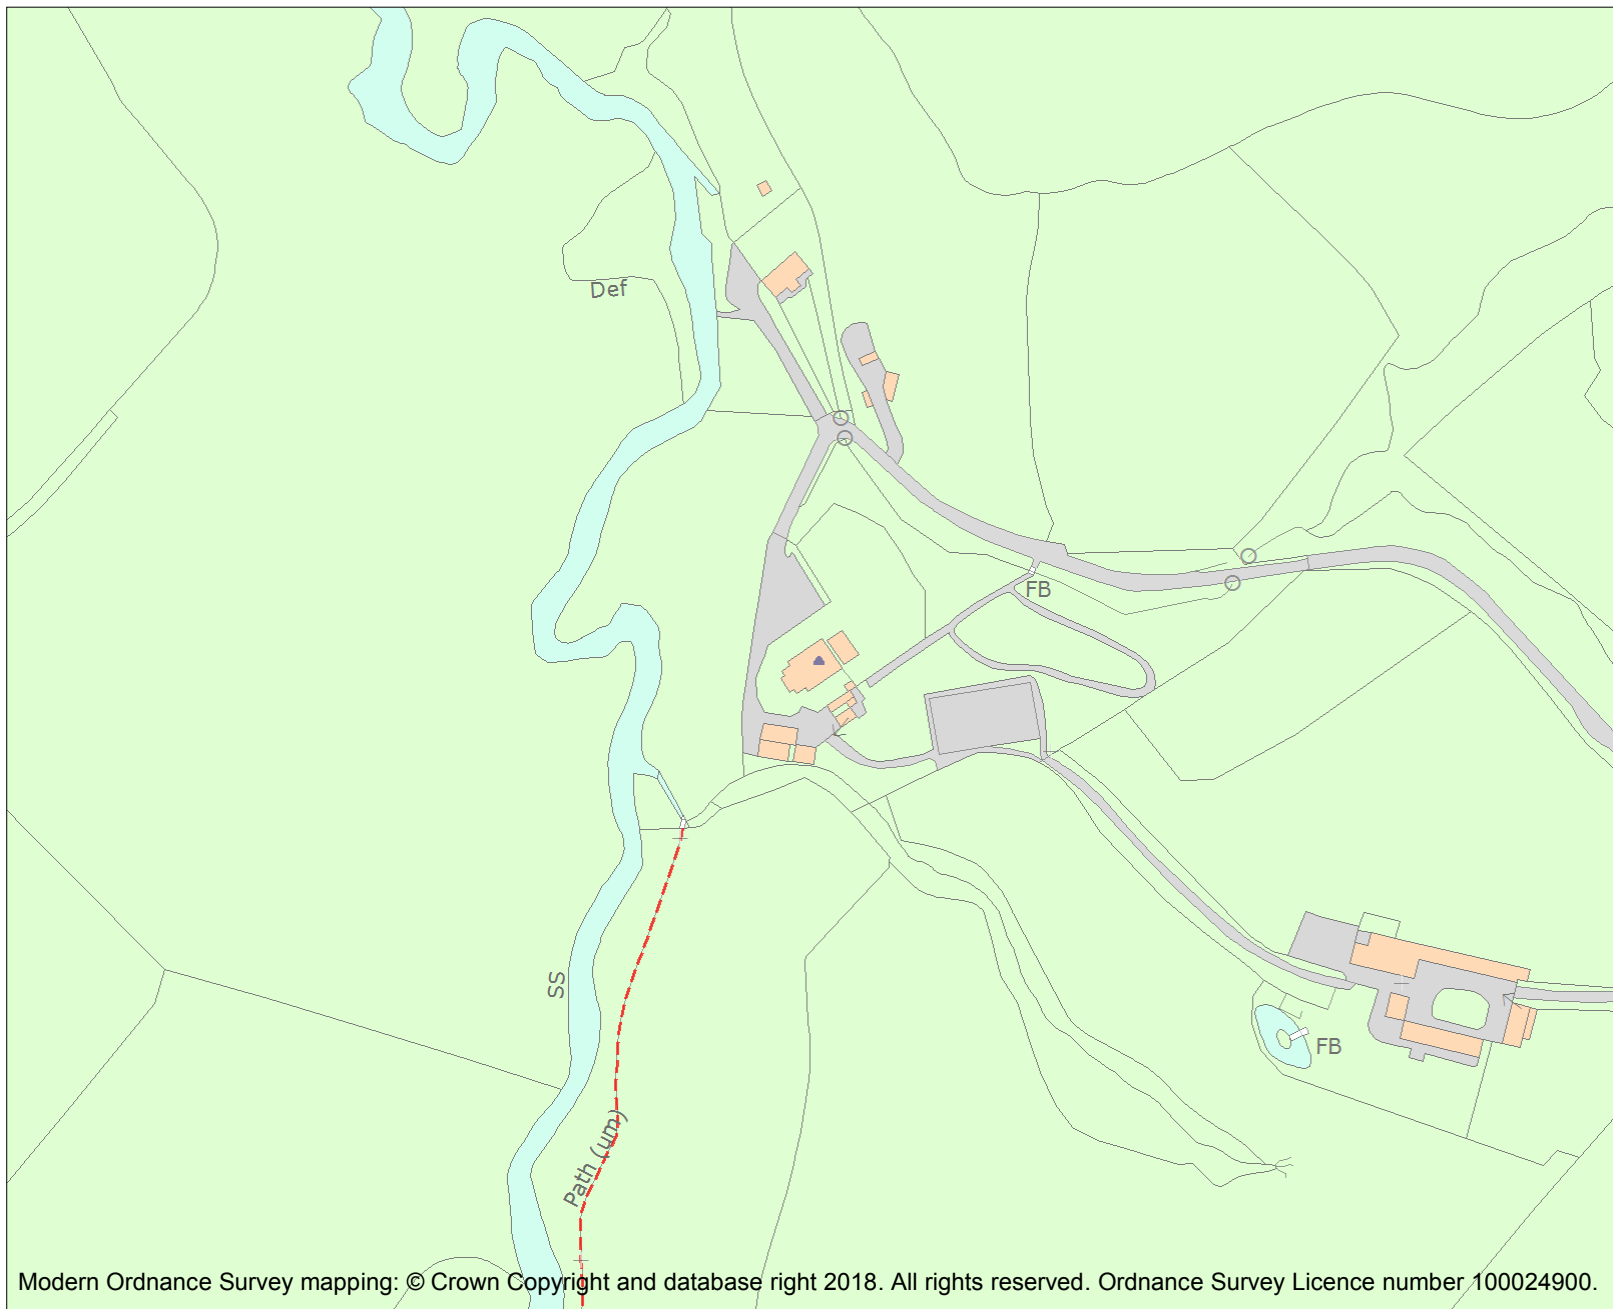 Def
FB
SS
FB
Path (um)
Modern Ordnance Survey mapping: © Crown Copyright and database right 2018. All rights reserved. Ordnance Survey Licence number 100024900.